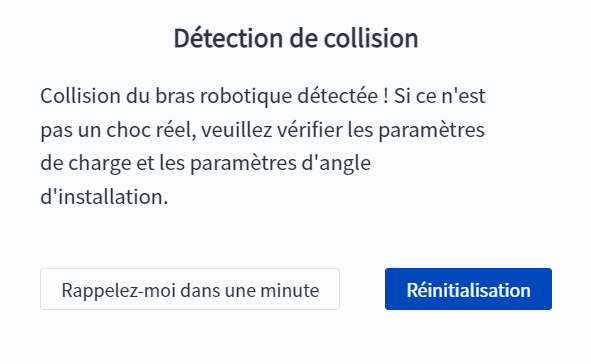 Détection de collision
Collision du bras robotique détectée ! Si ce n'est
pas un choc réel, veuillez vérifier les paramètres
de charge et les paramètres d'angle
d'installation.
Rappelez-moi dans une minute
Réinitialisation